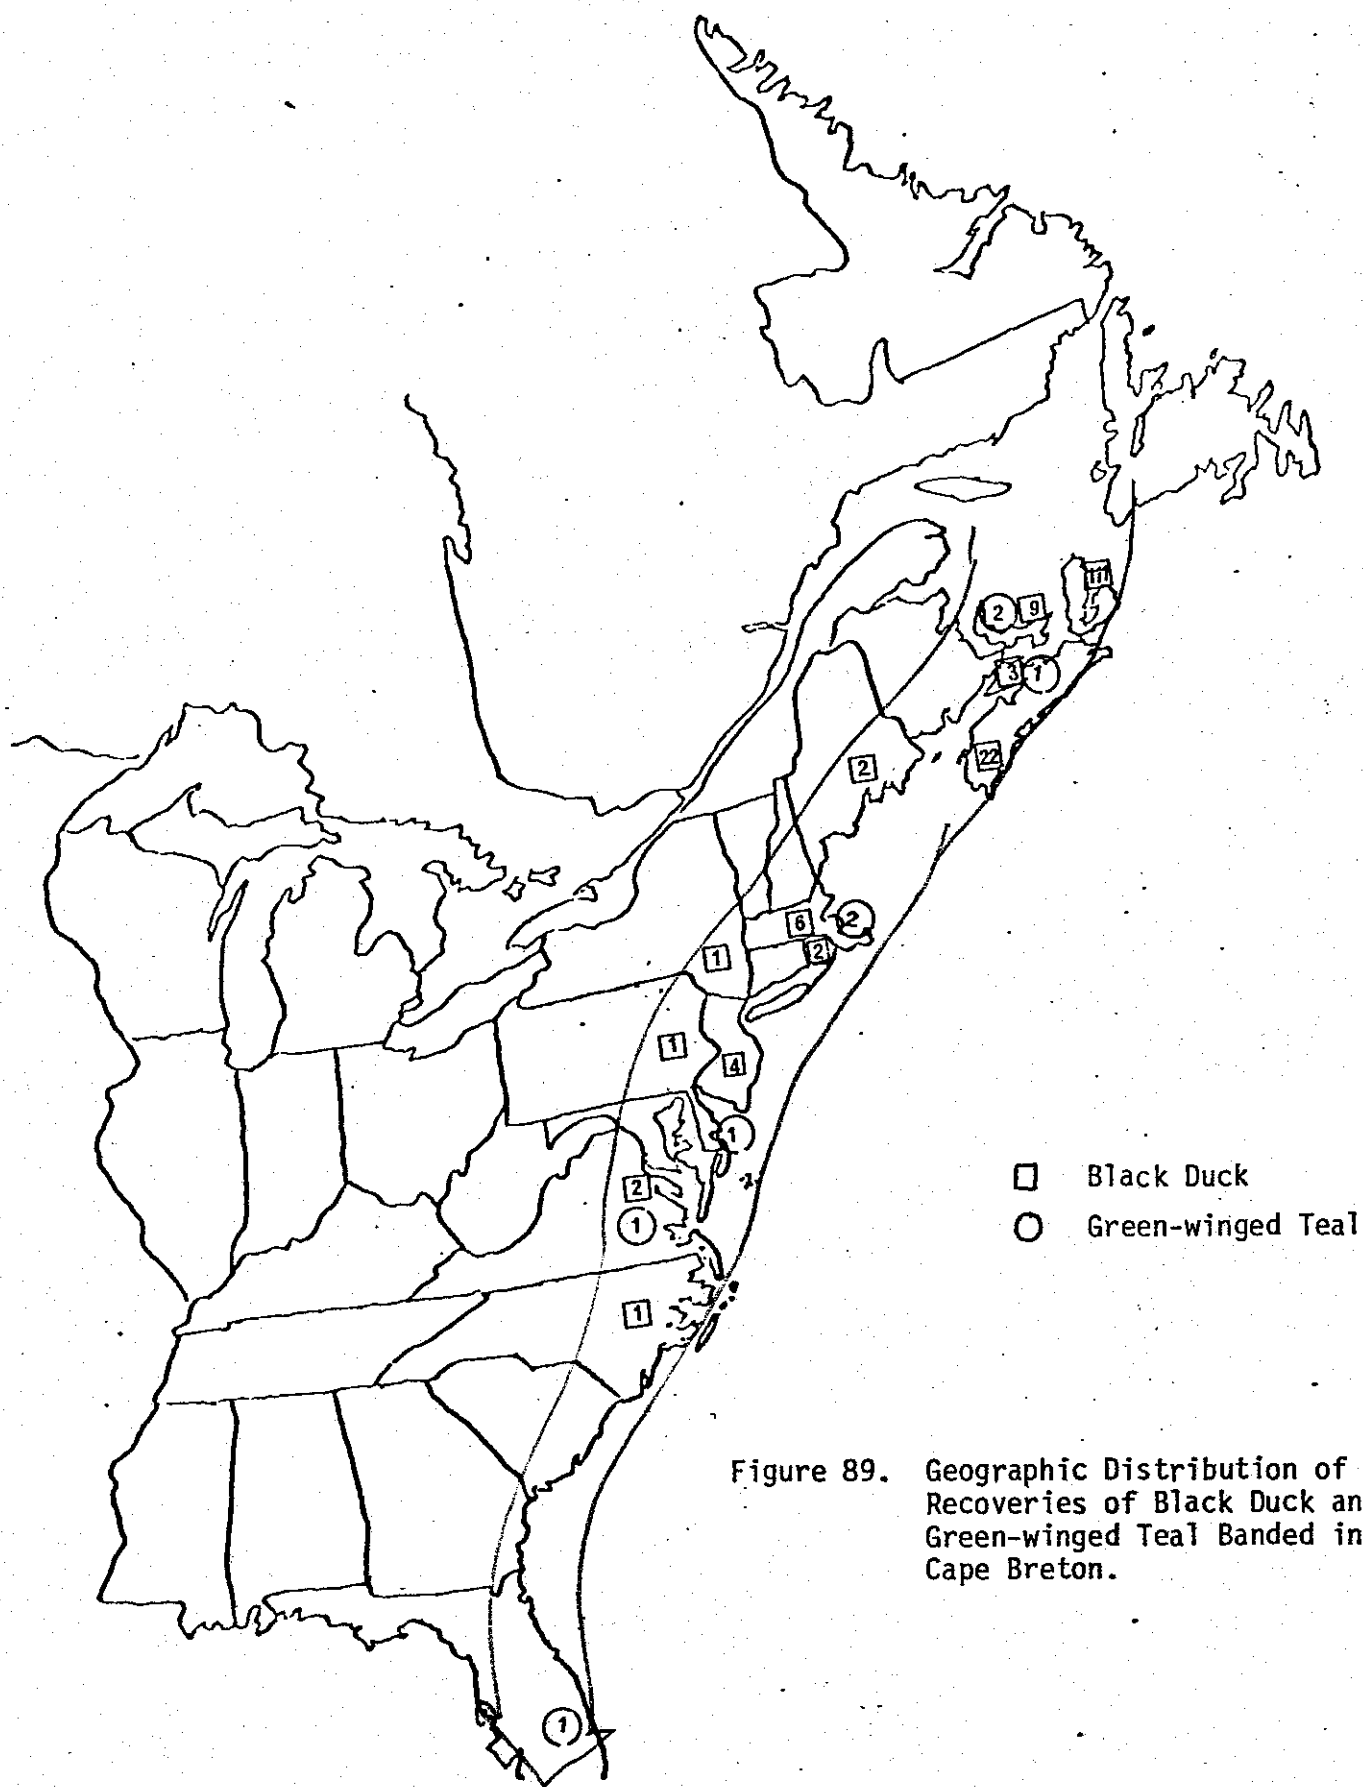 111
2 9
3 1
22
2
6 2
2
1
1
4
1
2
1
1
□ Black Duck
○ Green-winged Teal
Figure 89. Geographic Distribution of
Recoveries of Black Duck an
Green-winged Teal Banded in
Cape Breton.
1